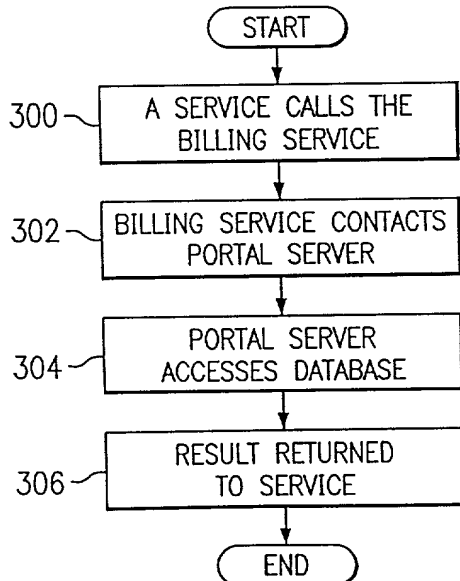 START
300
A SERVICE CALLS THE
BILLING SERVICE
302
BILLING SERVICE CONTACTS
PORTAL SERVER
304
PORTAL SERVER
ACCESSES DATABASE
306
RESULT RETURNED
TO SERVICE
END